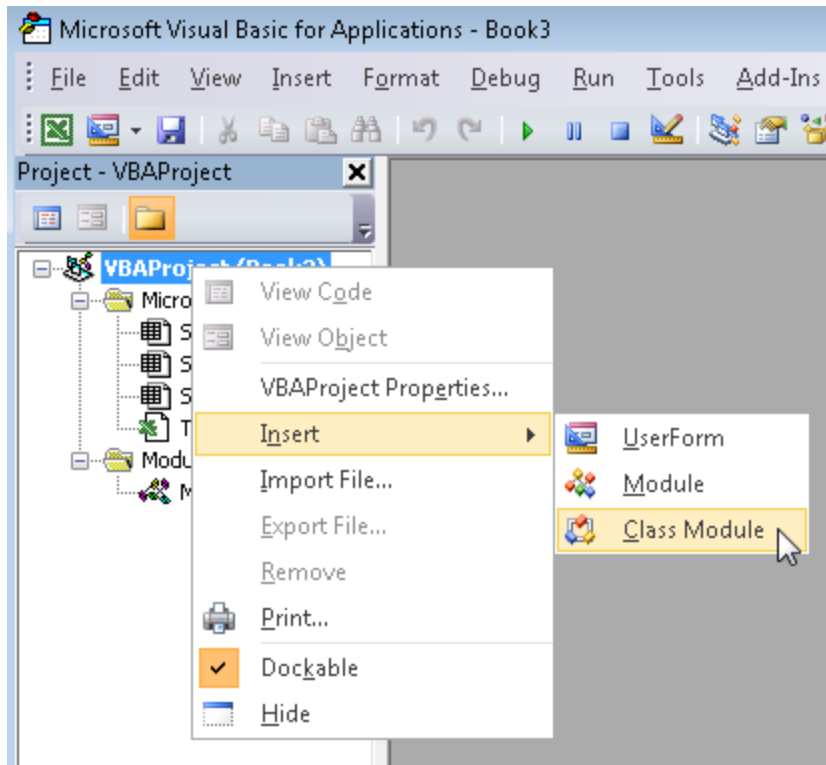 Microsoft Visual Basic for Applications - Book3
File Edit View Insert Format Debug Run Tools Add-Ins
Project - VBAProject
VBAProject (Book3)
View Code
Micro
View Object
S
S
VBAProject Properties...
S
T
Insert
UserForm
Modu
Import File...
Module
M
Export File...
Class Module
Remove
Print...
Dockable
Hide